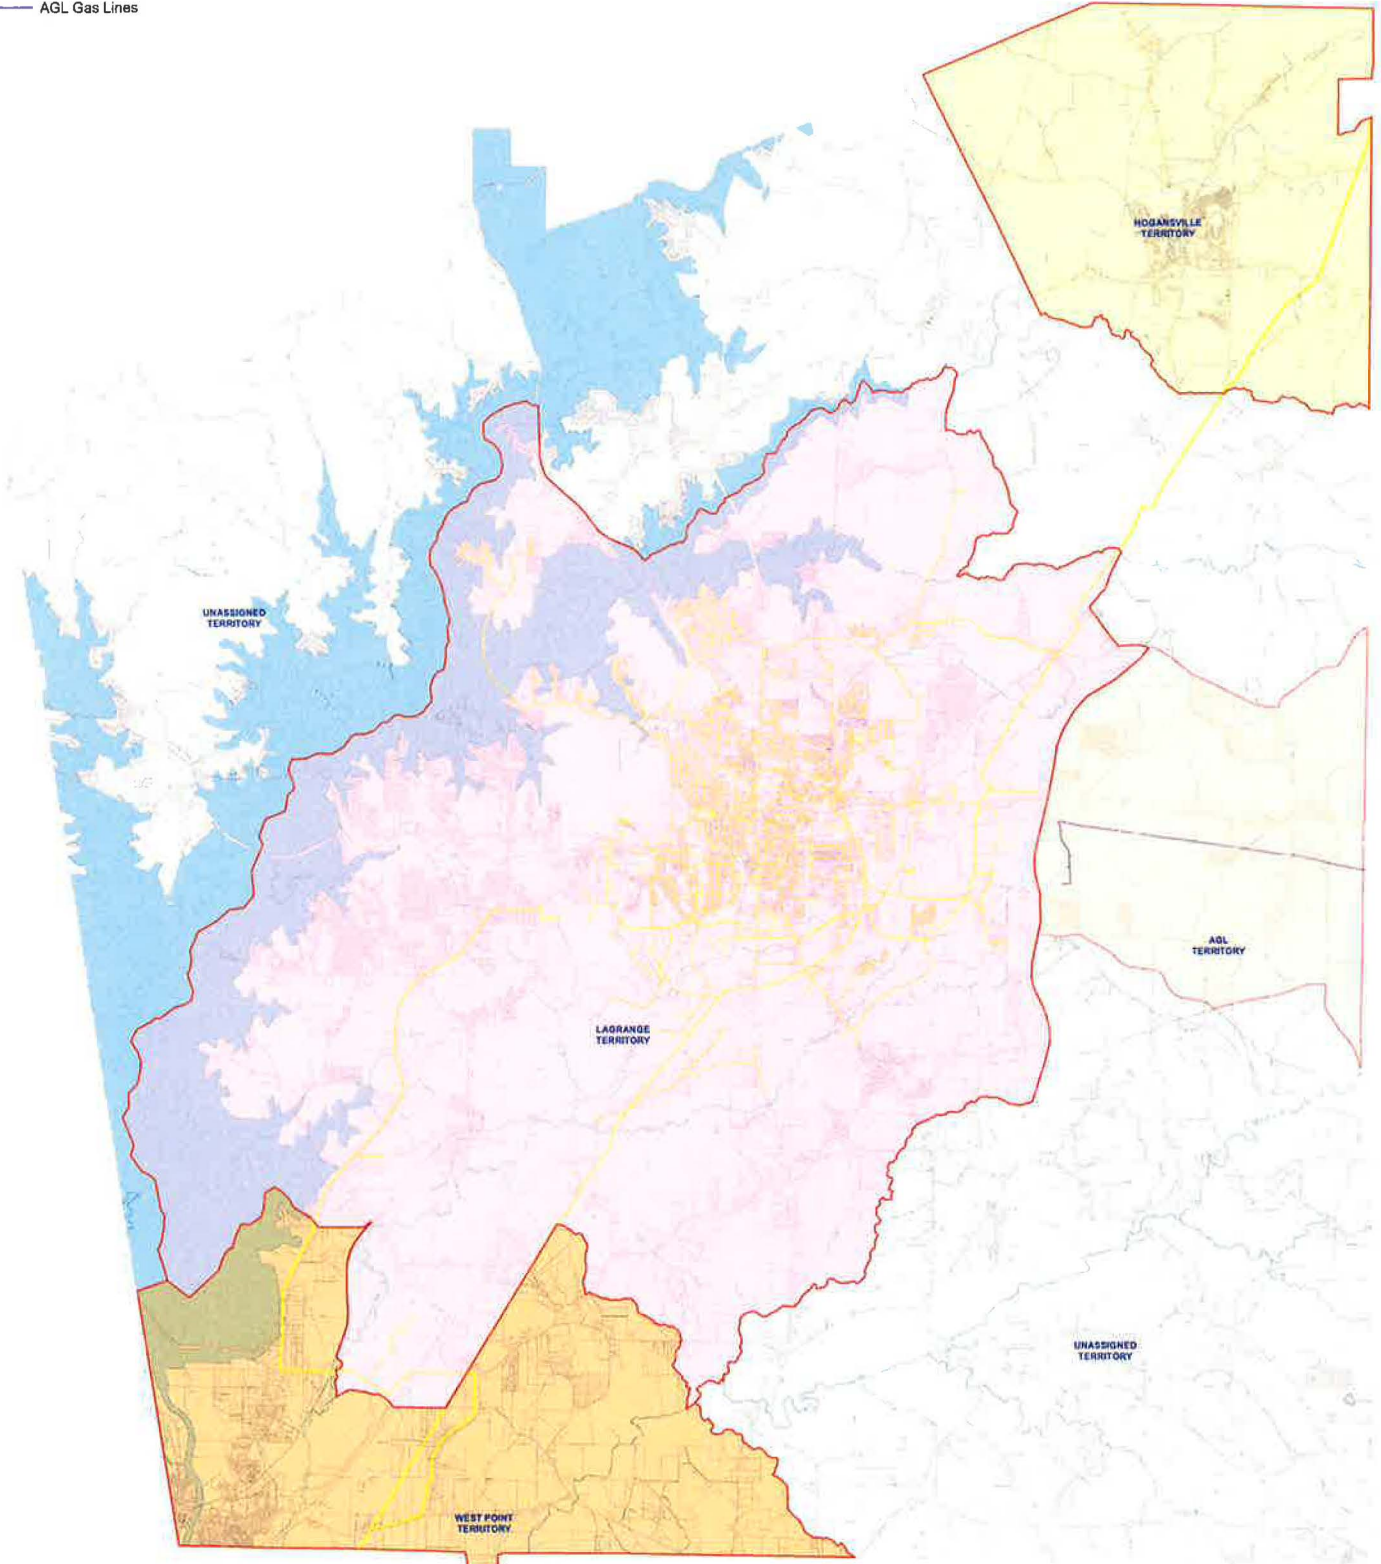 AGL Gas Lines
HOGANSVILLE
TERRITORY
UNASSIGNED
TERRITORY
AGL
TERRITORY
LAGRANGE
TERRITORY
UNASSIGNED
TERRITORY
WEST POINT
TERRITORY